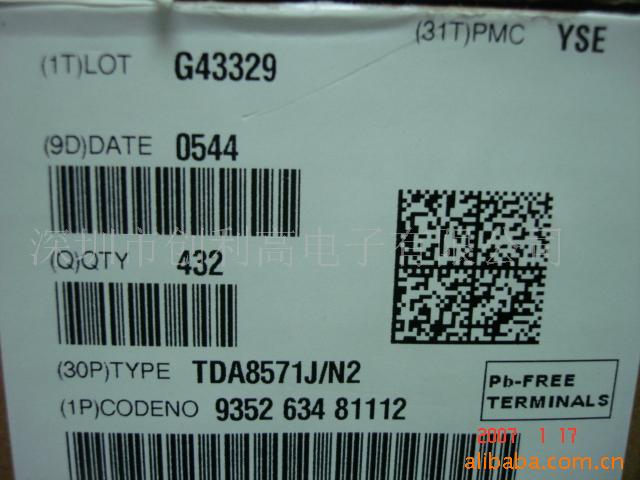 (31T)PMC YSE
(1T)LOT G43329
(9D)DATE 0544
深圳市创利高电子有限公司
(Q)QTY 432
(30P)TYPE TDA8571J/N2
(1P)CODENO 9352 634 81112
Pb-FREE
TERMINALS
2007 1 17
alibaba.com.cn